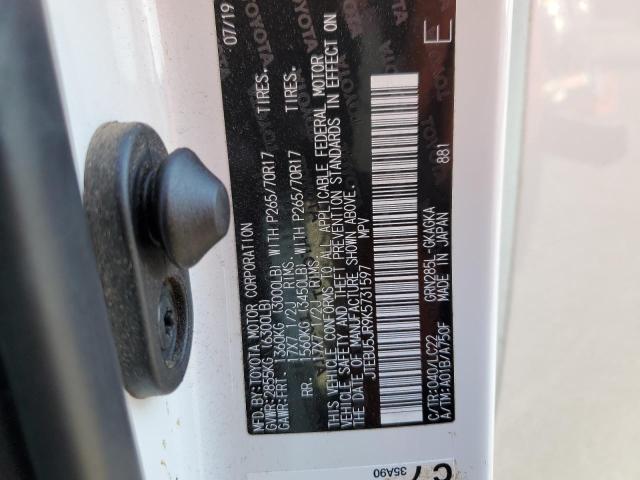 MFD.BY:TOYOTA MOTOR CORPORATION 07/19
GVWR:2855KG (6300LB)
GAWR:FRT. 1360KG (3000LB) WITH P265/70R17 TIRES.
17X7 1/2J RIMS.
RR. 1560KG (3450LB) WITH P265/70R17 TIRES.
17X7 1/2J RIMS.
THIS VEHICLE CONFORMS TO ALL APPLICABLE FEDERAL MOTOR
VEHICLE SAFETY AND THEFT PREVENTION STANDARDS IN EFFECT ON
THE DATE OF MANUFACTURE SHOWN ABOVE.
JTEBU5JR9K5731597 MPV
E
881
C/TR:040/LC22 GRN285L-GKAGKA
A/TM:A01B/A750F MADE IN JAPAN
35A90